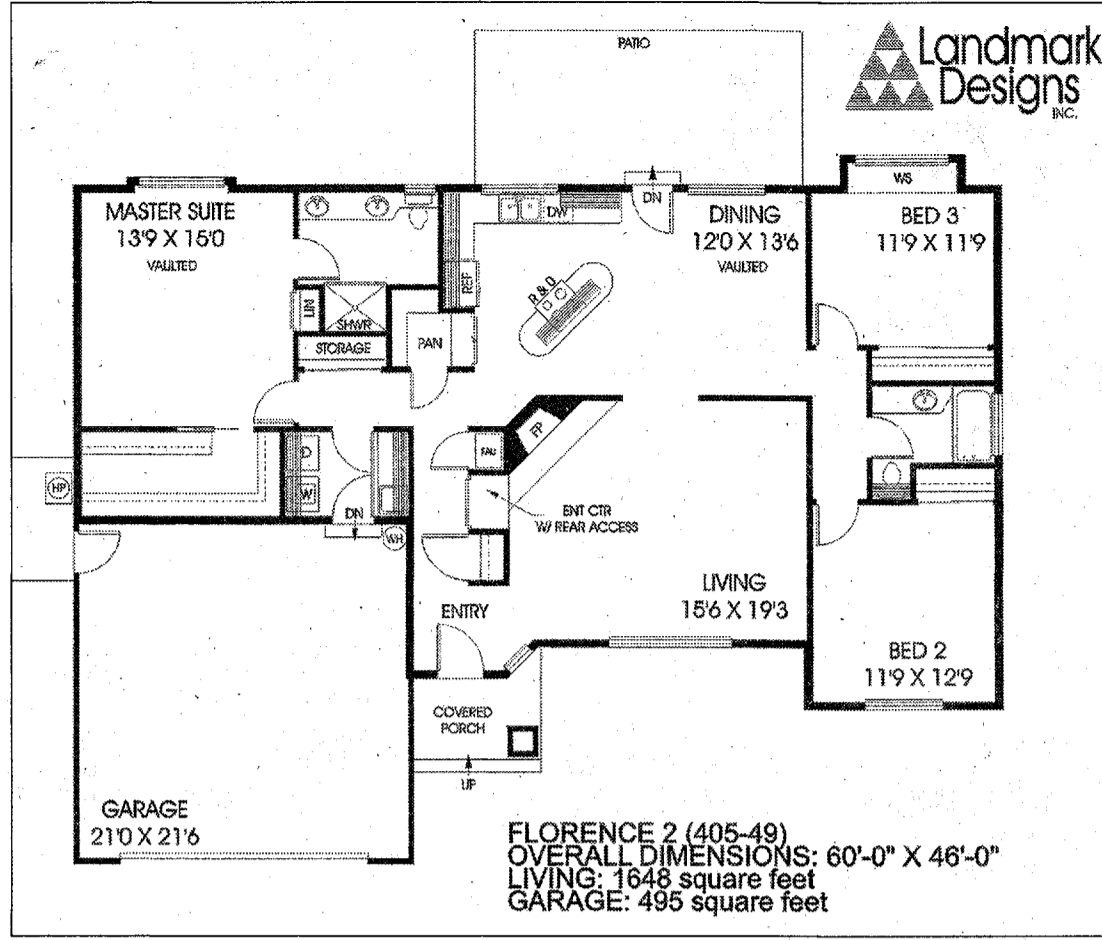 PATIO
Landmark
Designs
INC.
WS
MASTER SUITE
13'9 X 15'0
VAULTED
DW
DN
DINING
12'0 X 13'6
VAULTED
BED 3
11'9 X 11'9
REF
R & O
LIN
SHWR
STORAGE
PAN
FP
FAU
D
W
HP
DN
WH
ENT CTR
W/ REAR ACCESS
LIVING
15'6 X 19'3
ENTRY
BED 2
11'9 X 12'9
COVERED
PORCH
UP
GARAGE
21'0 X 21'6
FLORENCE 2 (405-49)
OVERALL DIMENSIONS: 60'-0" X 46'-0"
LIVING: 1648 square feet
GARAGE: 495 square feet